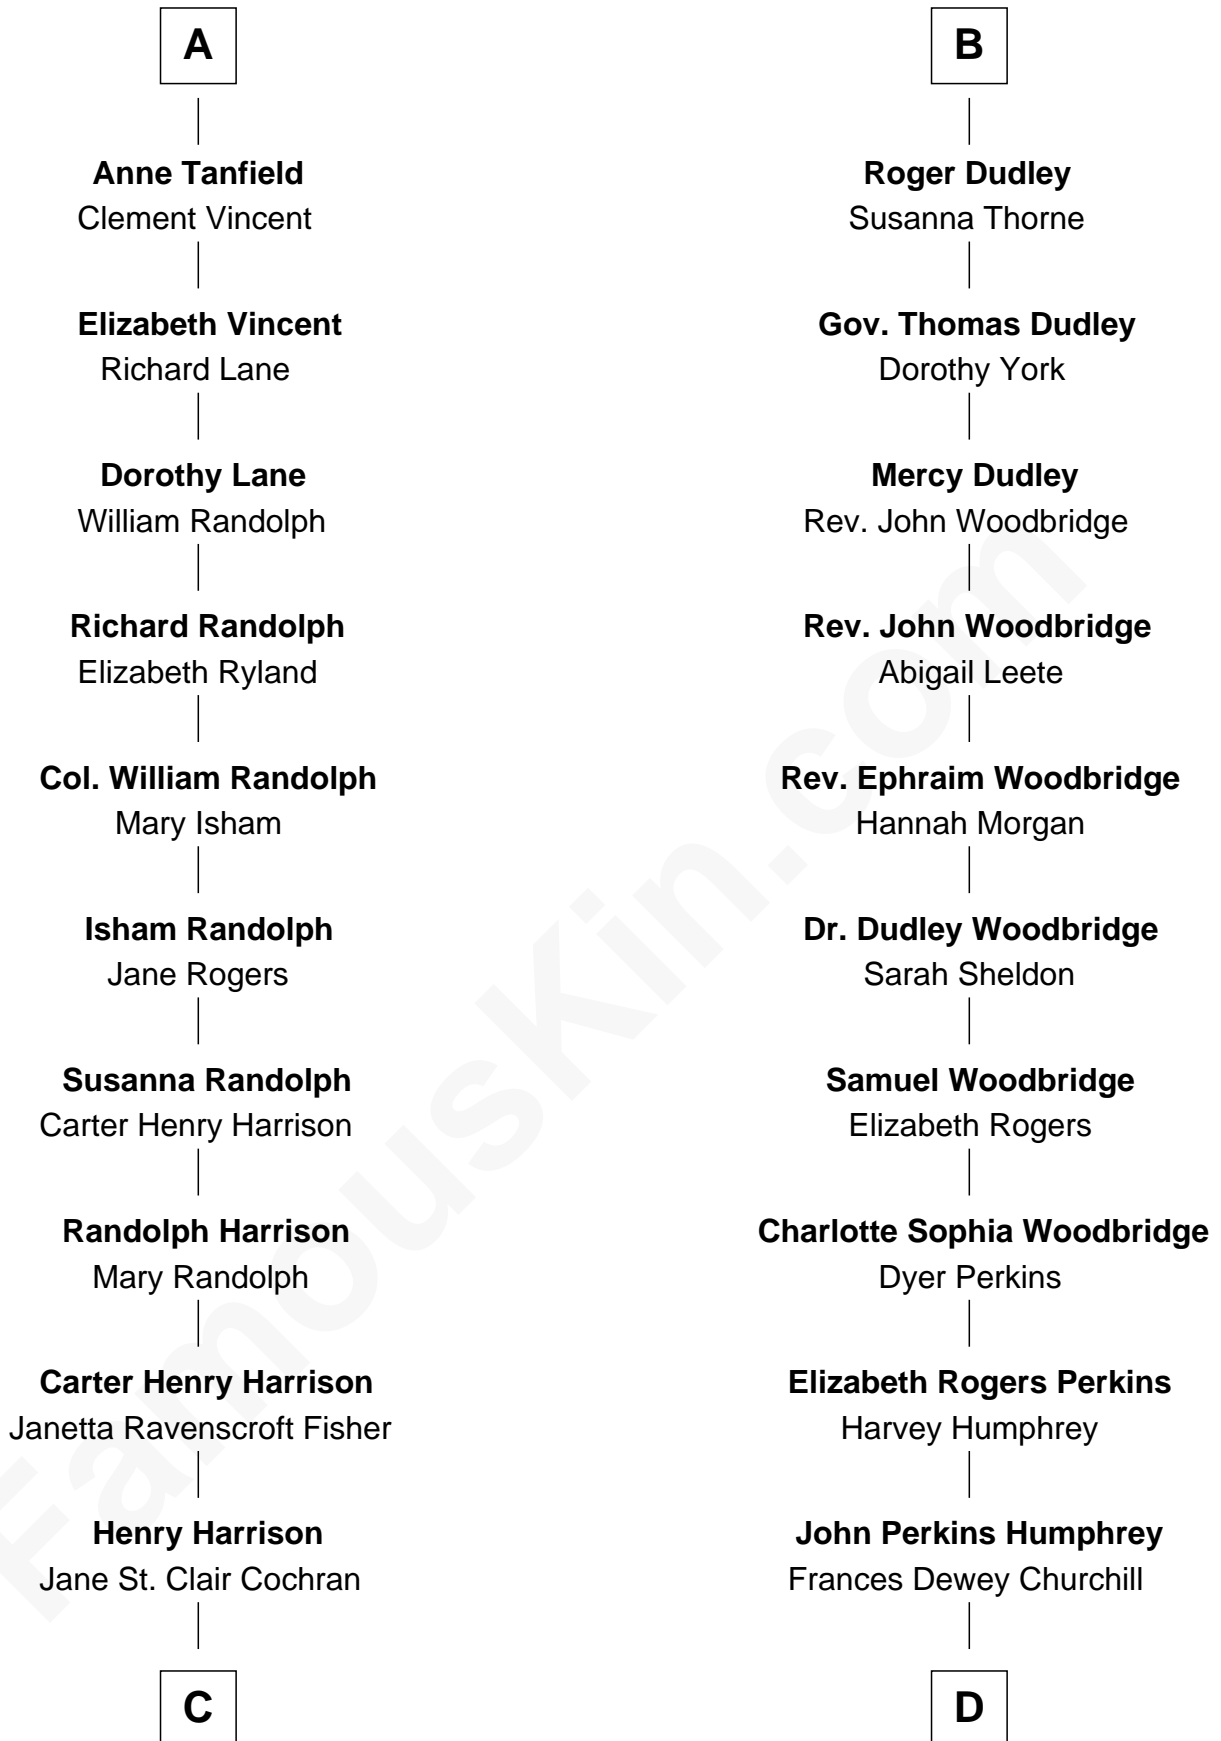 A
Anne Tanfield
Clement Vincent
Elizabeth Vincent
Richard Lane
Dorothy Lane
William Randolph
Richard Randolph
Elizabeth Ryland
Col. William Randolph
Mary Isham
Isham Randolph
Jane Rogers
Susanna Randolph
Carter Henry Harrison
Randolph Harrison
Mary Randolph
Carter Henry Harrison
Janetta Ravenscroft Fisher
Henry Harrison
Jane St. Clair Cochran
C
B
Roger Dudley
Susanna Thorne
Gov. Thomas Dudley
Dorothy York
Mercy Dudley
Rev. John Woodbridge
Rev. John Woodbridge
Abigail Leete
Rev. Ephraim Woodbridge
Hannah Morgan
Dr. Dudley Woodbridge
Sarah Sheldon
Samuel Woodbridge
Elizabeth Rogers
Charlotte Sophia Woodbridge
Dyer Perkins
Elizabeth Rogers Perkins
Harvey Humphrey
John Perkins Humphrey
Frances Dewey Churchill
D
FamousKin.com